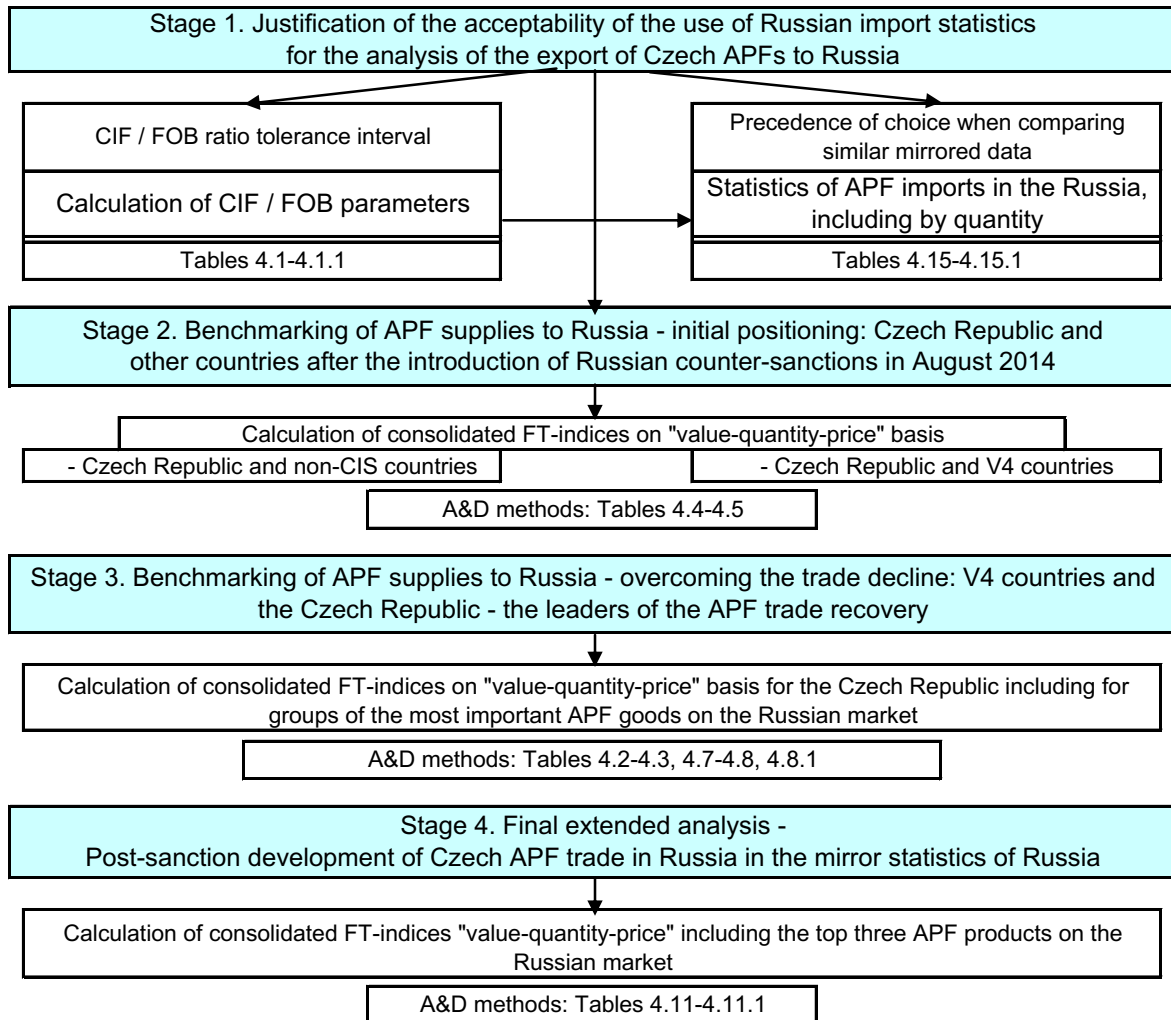 Stage 1. Justification of the acceptability of the use of Russian import statistics
for the analysis of the export of Czech APFs to Russia
CIF / FOB ratio tolerance interval
Calculation of CIF / FOB parameters
Tables 4.1-4.1.1
Precedence of choice when comparing
similar mirrored data
Statistics of APF imports in the Russia,
including by quantity
Tables 4.15-4.15.1
Stage 2. Benchmarking of APF supplies to Russia - initial positioning: Czech Republic and
other countries after the introduction of Russian counter-sanctions in August 2014
Calculation of consolidated FT-indices on "value-quantity-price" basis
- Czech Republic and non-CIS countries
- Czech Republic and V4 countries
A&D methods: Tables 4.4-4.5
Stage 3. Benchmarking of APF supplies to Russia - overcoming the trade decline: V4 countries and
the Czech Republic - the leaders of the APF trade recovery
Calculation of consolidated FT-indices on "value-quantity-price" basis for the Czech Republic including for
groups of the most important APF goods on the Russian market
A&D methods: Tables 4.2-4.3, 4.7-4.8, 4.8.1
Stage 4. Final extended analysis -
Post-sanction development of Czech APF trade in Russia in the mirror statistics of Russia
Calculation of consolidated FT-indices "value-quantity-price" including the top three APF products on the
Russian market
A&D methods: Tables 4.11-4.11.1